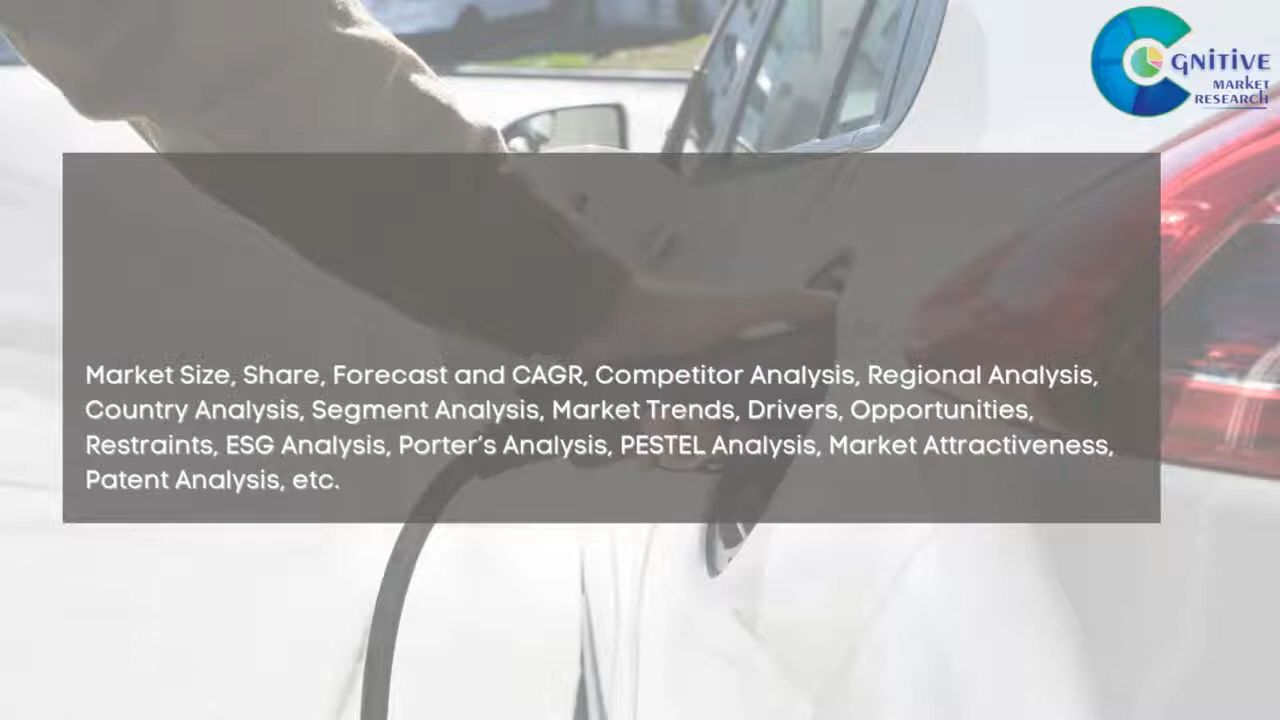 GNITIVE
MARKET
RESEARCH
Market Size, Share, Forecast and CAGR, Competitor Analysis, Regional Analysis,
Country Analysis, Segment Analysis, Market Trends, Drivers, Opportunities,
Restraints, ESG Analysis, Porter's Analysis, PESTEL Analysis, Market Attractiveness,
Patent Analysis, etc.